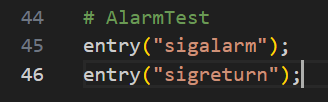 44 # AlarmTest
45 entry("sigalarm");
46 entry("sigreturn");